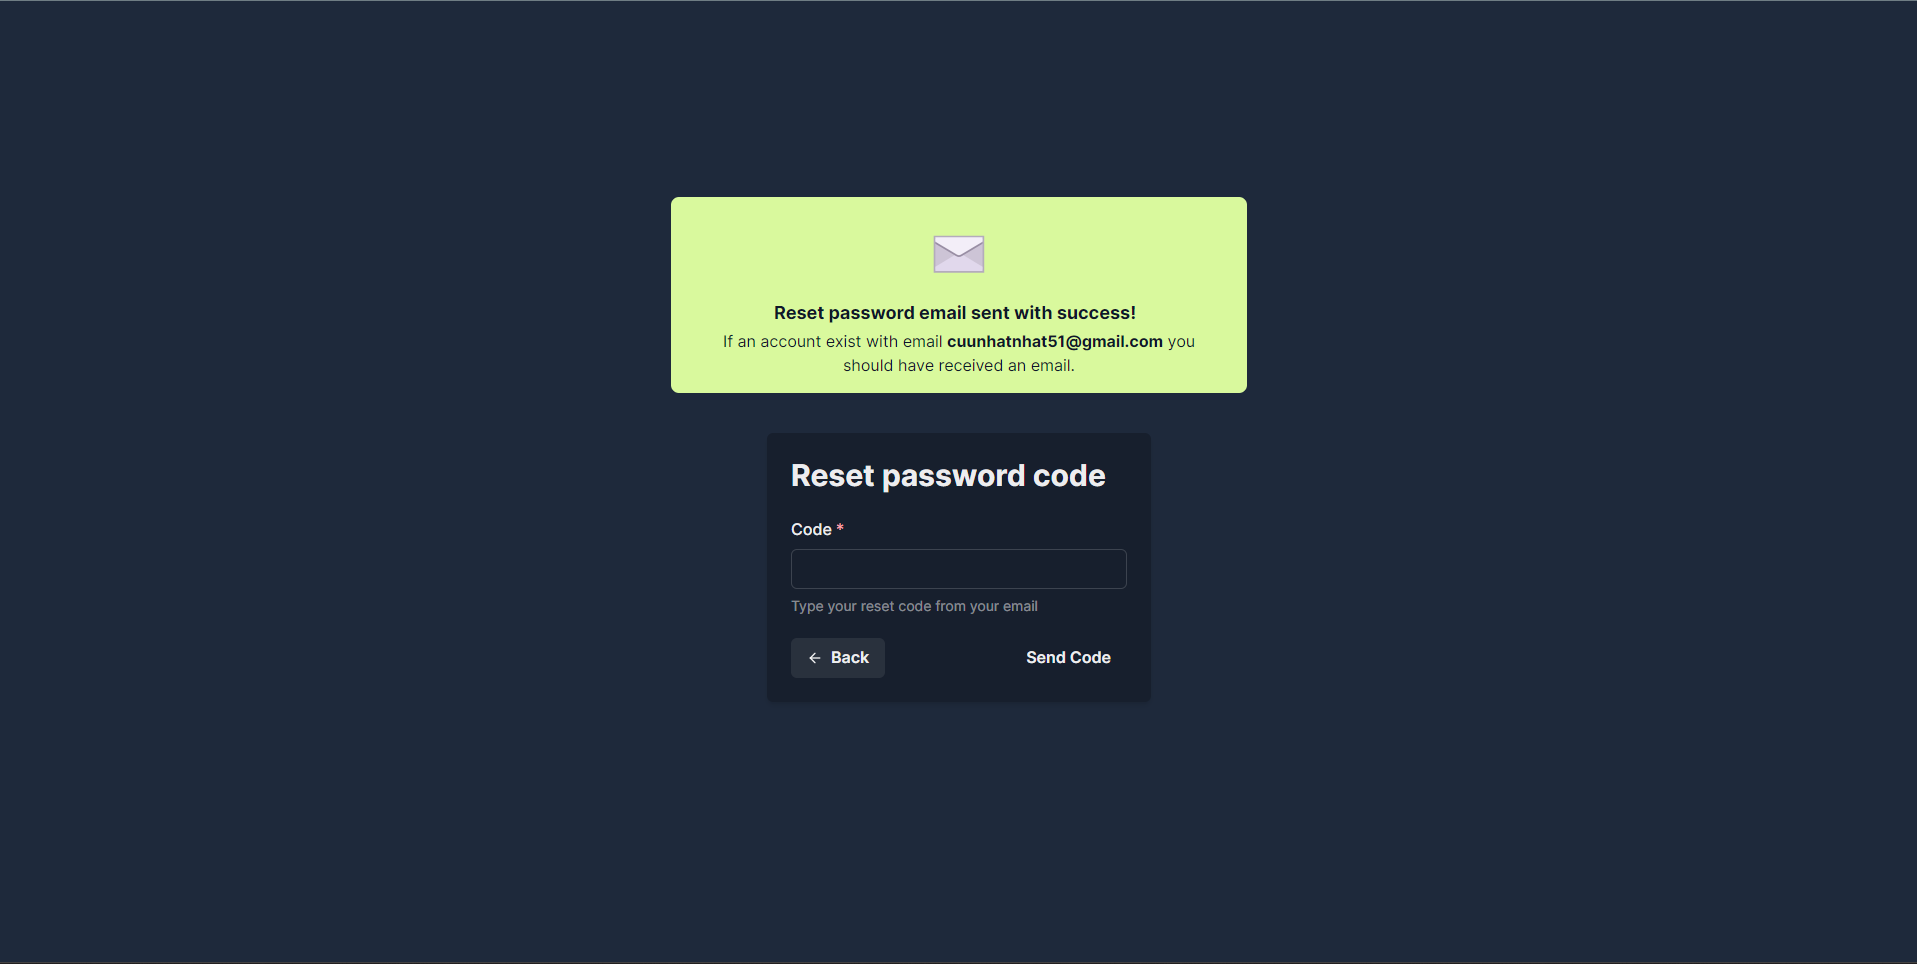 Reset password email sent with success!
If an account exist with email cuunhatnhat51@gmail.com you
should have received an email.
Reset password code
Code *
Type your reset code from your email
Back
Send Code